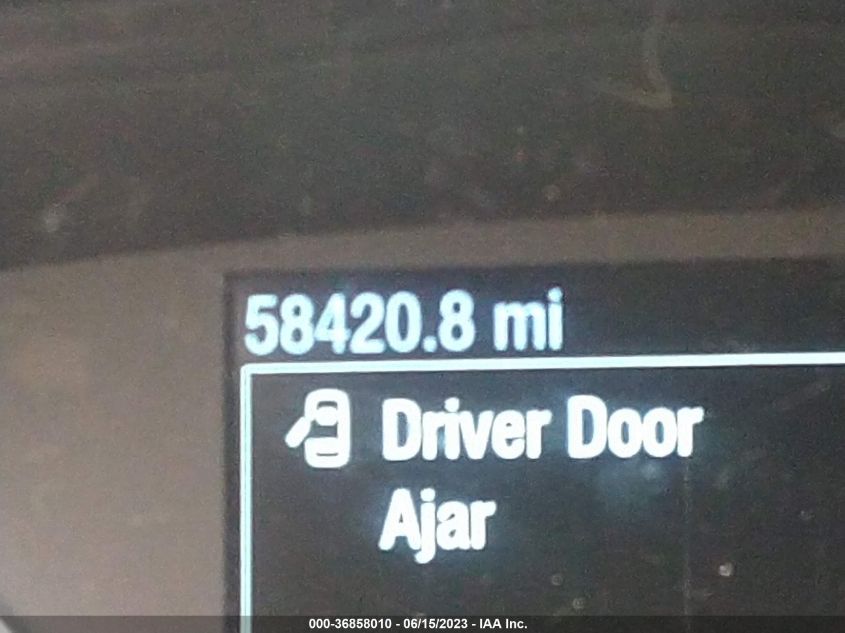 58420.8 mi
Driver Door
Ajar
000-36858010 - 06/15/2023 - IAA Inc.